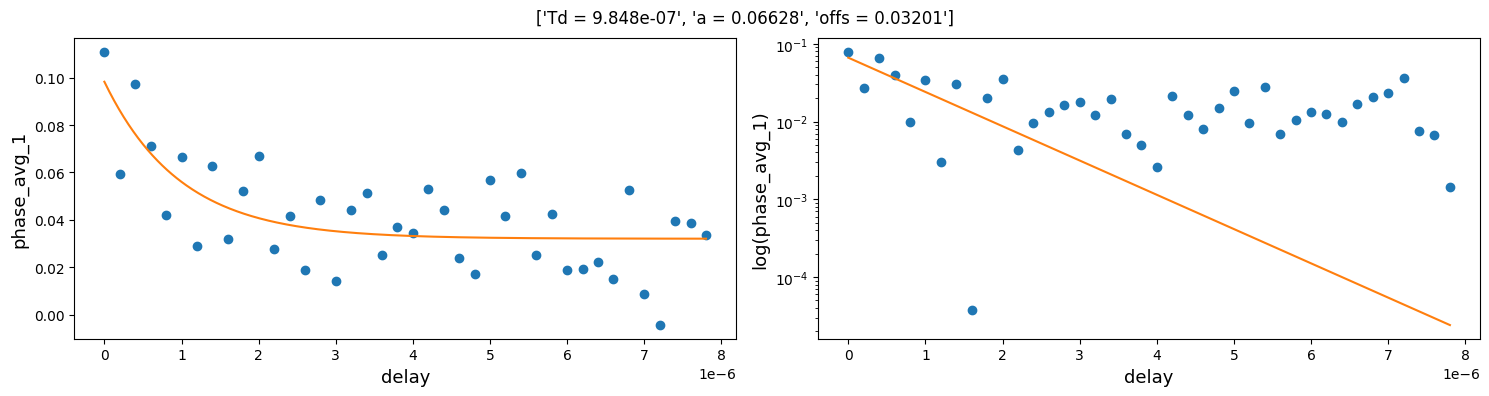 ['Td = 9.848e-07', 'a = 0.06628', 'offs = 0.03201']
phase_avg_1
0.10
0.08
0.06
0.04
0.02
0.00
0 1 2 3 4 5 6 7 8
1e−6
delay
log(phase_avg_1)
10⁻¹
10⁻²
10⁻³
10⁻⁴
0 1 2 3 4 5 6 7 8
1e−6
delay